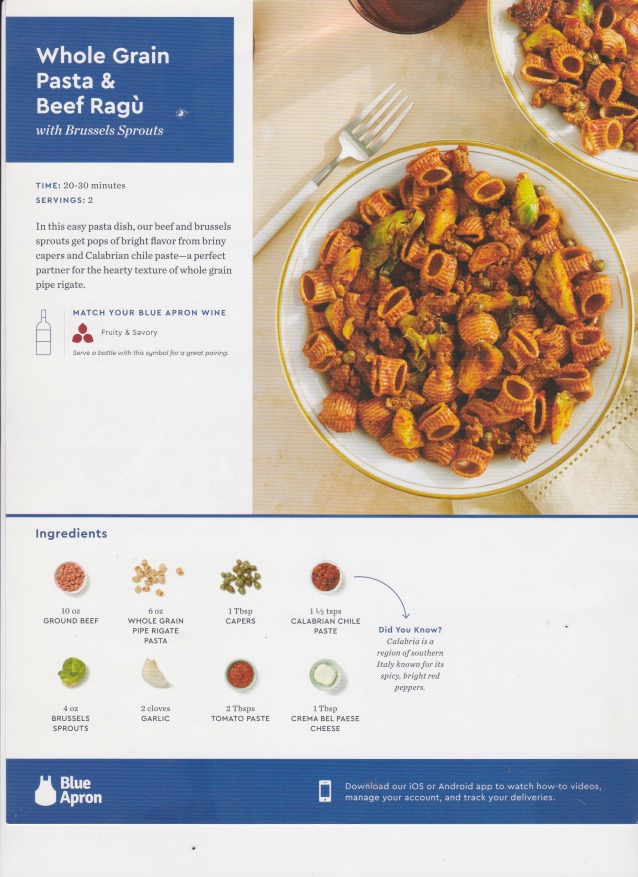 Whole Grain
Pasta &
Beef Ragù
with Brussels Sprouts
TIME: 20-30 minutes
SERVINGS: 2
In this easy pasta dish, our beef and brussels
sprouts get pops of bright flavor from briny
capers and Calabrian chile paste—a perfect
partner for the hearty texture of whole grain
pipe rigate.
MATCH YOUR BLUE APRON WINE
Fruity & Savory
Serve a bottle with this symbol for a great pairing.
Ingredients
10 oz
GROUND BEEF
6 oz
WHOLE GRAIN
PIPE RIGATE
PASTA
1 Tbsp
CAPERS
1 ½ tsps
CALABRIAN CHILE
PASTE
Did You Know?
Calabria is a
region of southern
Italy known for its
spicy, bright red
peppers.
4 oz
BRUSSELS
SPROUTS
2 cloves
GARLIC
2 Tbsps
TOMATO PASTE
1 Tbsp
CREMA BEL PAESE
CHEESE
Blue
Apron
Download our iOS or Android app to watch how-to videos,
manage your account, and track your deliveries.